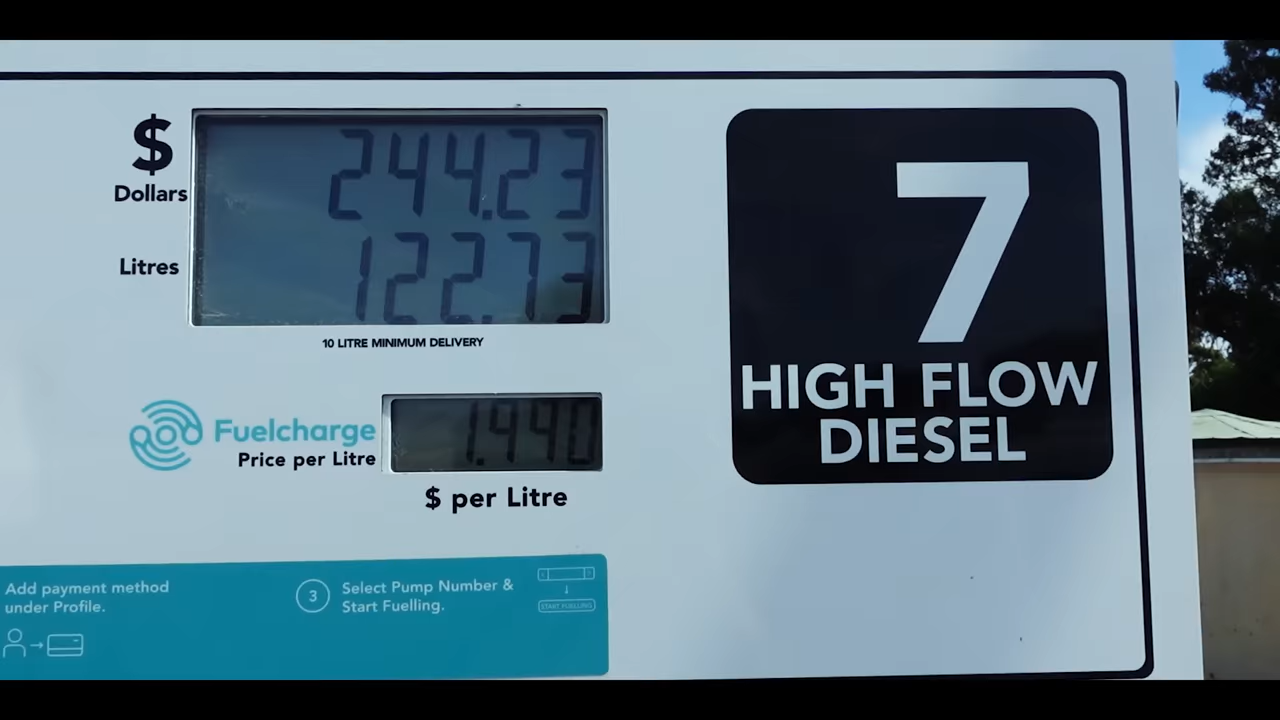 $
Dollars
244.23
Litres
122.73
10 LITRE MINIMUM DELIVERY
Fuelcharge
Price per Litre
1.990
$ per Litre
7
HIGH FLOW
DIESEL
Add payment method
under Profile.
3
Select Pump Number &
Start Fuelling.
START FUELLING